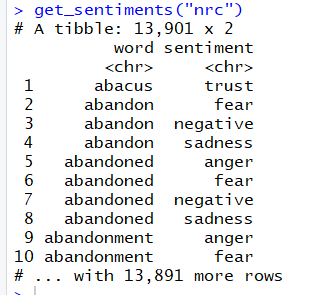 > get_sentiments("nrc")
# A tibble: 13,901 x 2
word sentiment
<chr> <chr>
1 abacus trust
2 abandon fear
3 abandon negative
4 abandon sadness
5 abandoned anger
6 abandoned fear
7 abandoned negative
8 abandoned sadness
9 abandonment anger
10 abandonment fear
# ... with 13,891 more rows
>